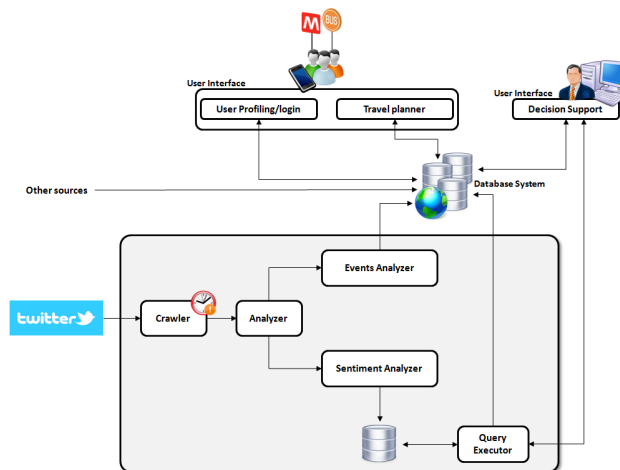 M
BUS
User Interface
User Profiling/login
Travel planner
User Interface
Decision Support
Other sources
Database System
Events Analyzer
twitter
Crawler
Analyzer
Sentiment Analyzer
Query
Executor